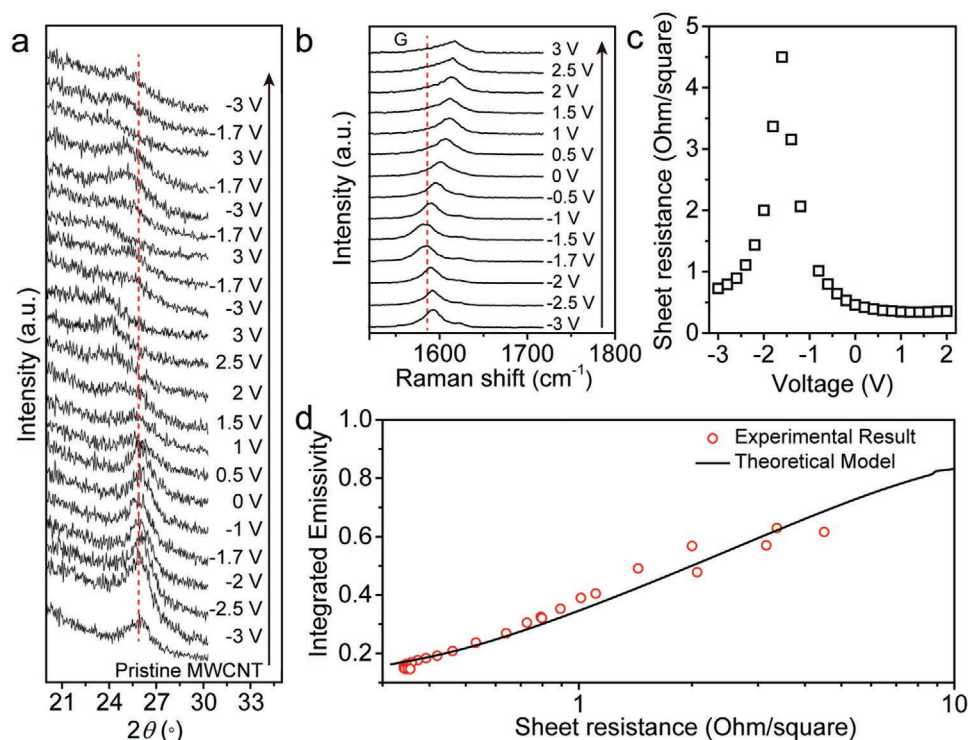 a
Intensity (a.u.)
-3 V
-1.7 V
3 V
-1.7 V
-3 V
-1.7 V
3 V
-1.7 V
-3 V
3 V
2.5 V
2 V
1.5 V
1 V
0.5 V
0 V
-1 V
-1.7 V
-2 V
-2.5 V
-3 V
Pristine MWCNT
21 25 27 30 33
2θ (°)
b
G
Intensity (a.u.)
3 V
2.5 V
2 V
1.5 V
1 V
0.5 V
0 V
-0.5 V
-1 V
-1.5 V
-1.7 V
-2 V
-2.5 V
-3 V
1600 1700 1800
Raman shift (cm⁻¹)
c
Sheet resistance (Ohm/square)
5
4
3
2
1
0
-3 -2 -1 0 1 2
Voltage (V)
d
Integrated Emissivity
1.0
0.8
0.6
0.4
0.2
Experimental Result
Theoretical Model
1 10
Sheet resistance (Ohm/square)